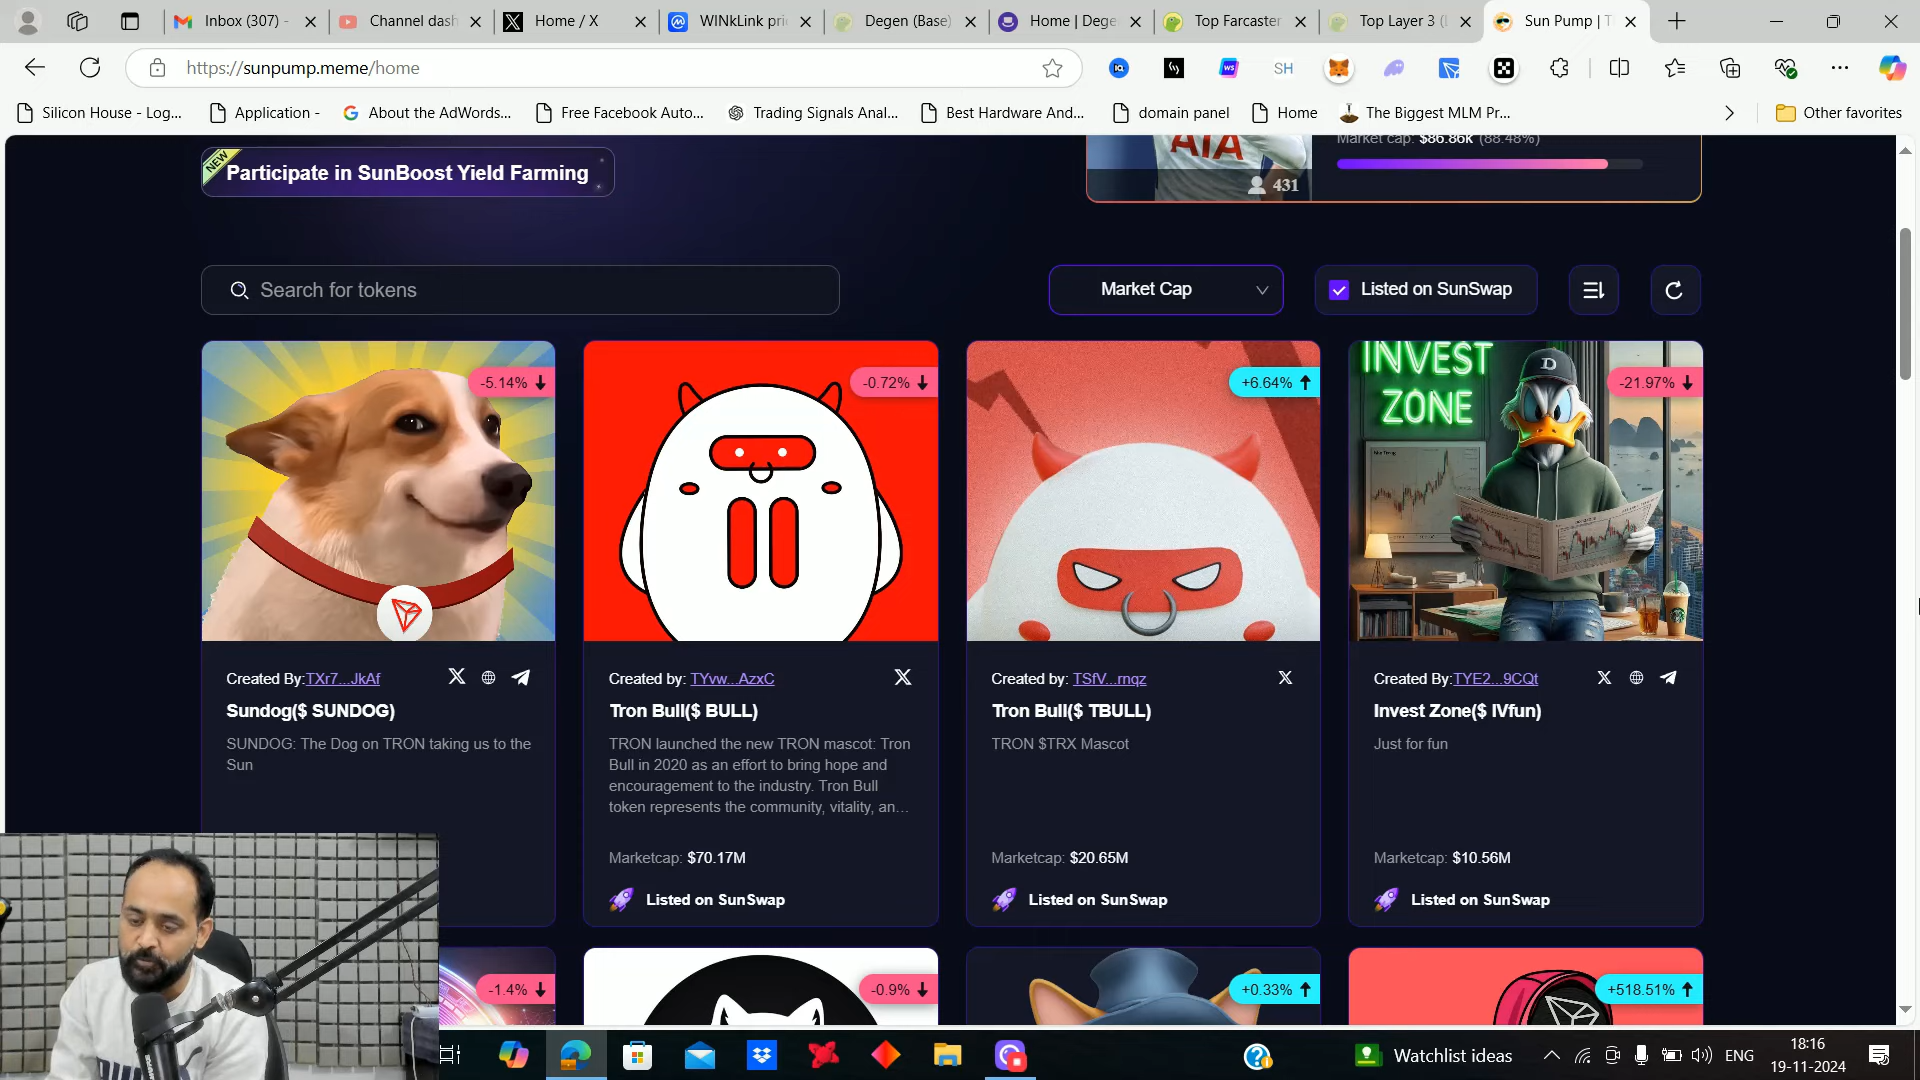 Inbox (307) -
Channel dash
Home / X
WINkLink pri
Degen (Base)
Home | Dege
Top Farcaster
Top Layer 3 (
Sun Pump | T
https://sunpump.meme/home
Silicon House - Log...
Application -
About the AdWords...
Free Facebook Auto...
Trading Signals Anal...
Best Hardware And...
domain panel
Home
The Biggest MLM Pr...
Other favorites
NEW
Participate in SunBoost Yield Farming
AIA
431
Market cap: $86.86k (88.48%)
Search for tokens
Market Cap
Listed on SunSwap
-5.14%
-0.72%
+6.64%
INVEST
ZONE
D
-21.97%
Created By:TXr7...JkAf
Sundog($ SUNDOG)
SUNDOG: The Dog on TRON taking us to the
Sun
Created by: TYvw...AzxC
Tron Bull($ BULL)
TRON launched the new TRON mascot: Tron
Bull in 2020 as an effort to bring hope and
encouragement to the industry. Tron Bull
token represents the community, vitality, an...
Marketcap: $70.17M
Listed on SunSwap
Created by: TSfV...rnqz
Tron Bull($ TBULL)
TRON $TRX Mascot
Marketcap: $20.65M
Listed on SunSwap
Created By:TYE2...9CQt
Invest Zone($ IVfun)
Just for fun
Marketcap: $10.56M
Listed on SunSwap
-1.4%
-0.9%
+0.33%
+518.51%
Watchlist ideas
ENG
18:16
19-11-2024